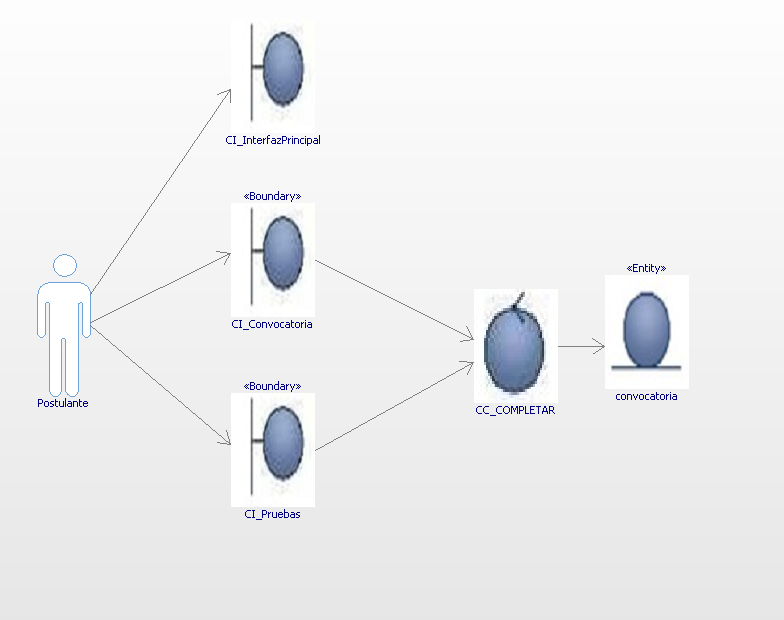 CI_InterfazPrincipal
«Boundary»
CI_Convocatoria
Postulante
«Boundary»
CI_Pruebas
CC_COMPLETAR
«Entity»
convocatoria